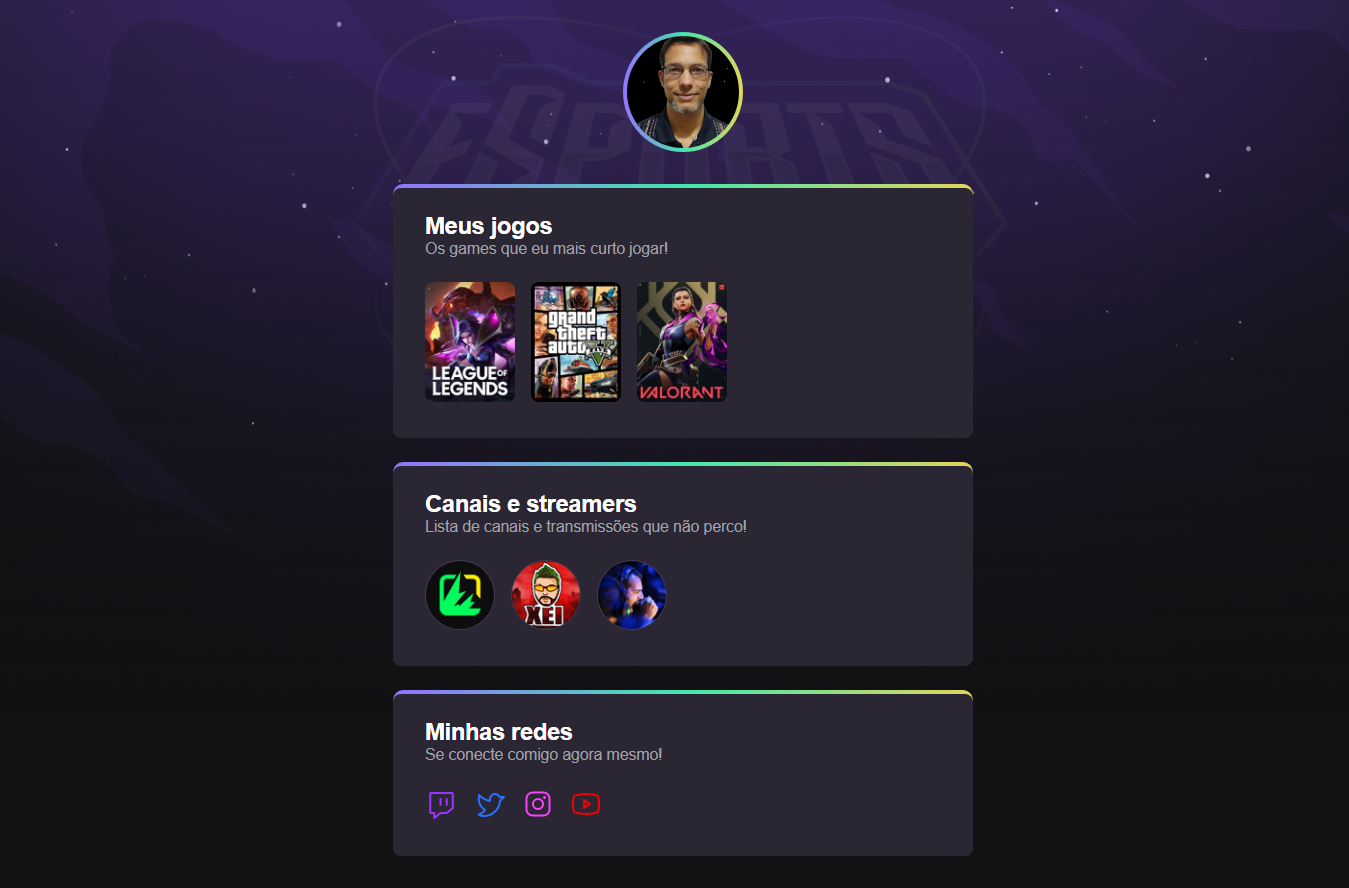 ESPORTS
Meus jogos
Os games que eu mais curto jogar!
LEAGUE OF
LEGENDS
grand
theft
auto V
VALORANT
Canais e streamers
Lista de canais e transmissões que não perco!
XEI
Minhas redes
Se conecte comigo agora mesmo!